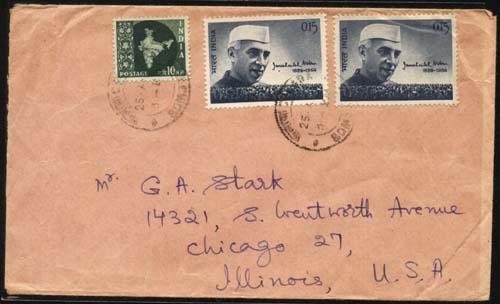 INDIA
POSTAGE
10 NP
भारत INDIA
0.15
Jawaharlal Nehru
1889-1964
भारत INDIA
0.15
Jawaharlal Nehru
1889-1964
Mr. G. A. Stark
14321, S. Wentworth Avenue
Chicago 27,
Illinois, U.S.A.